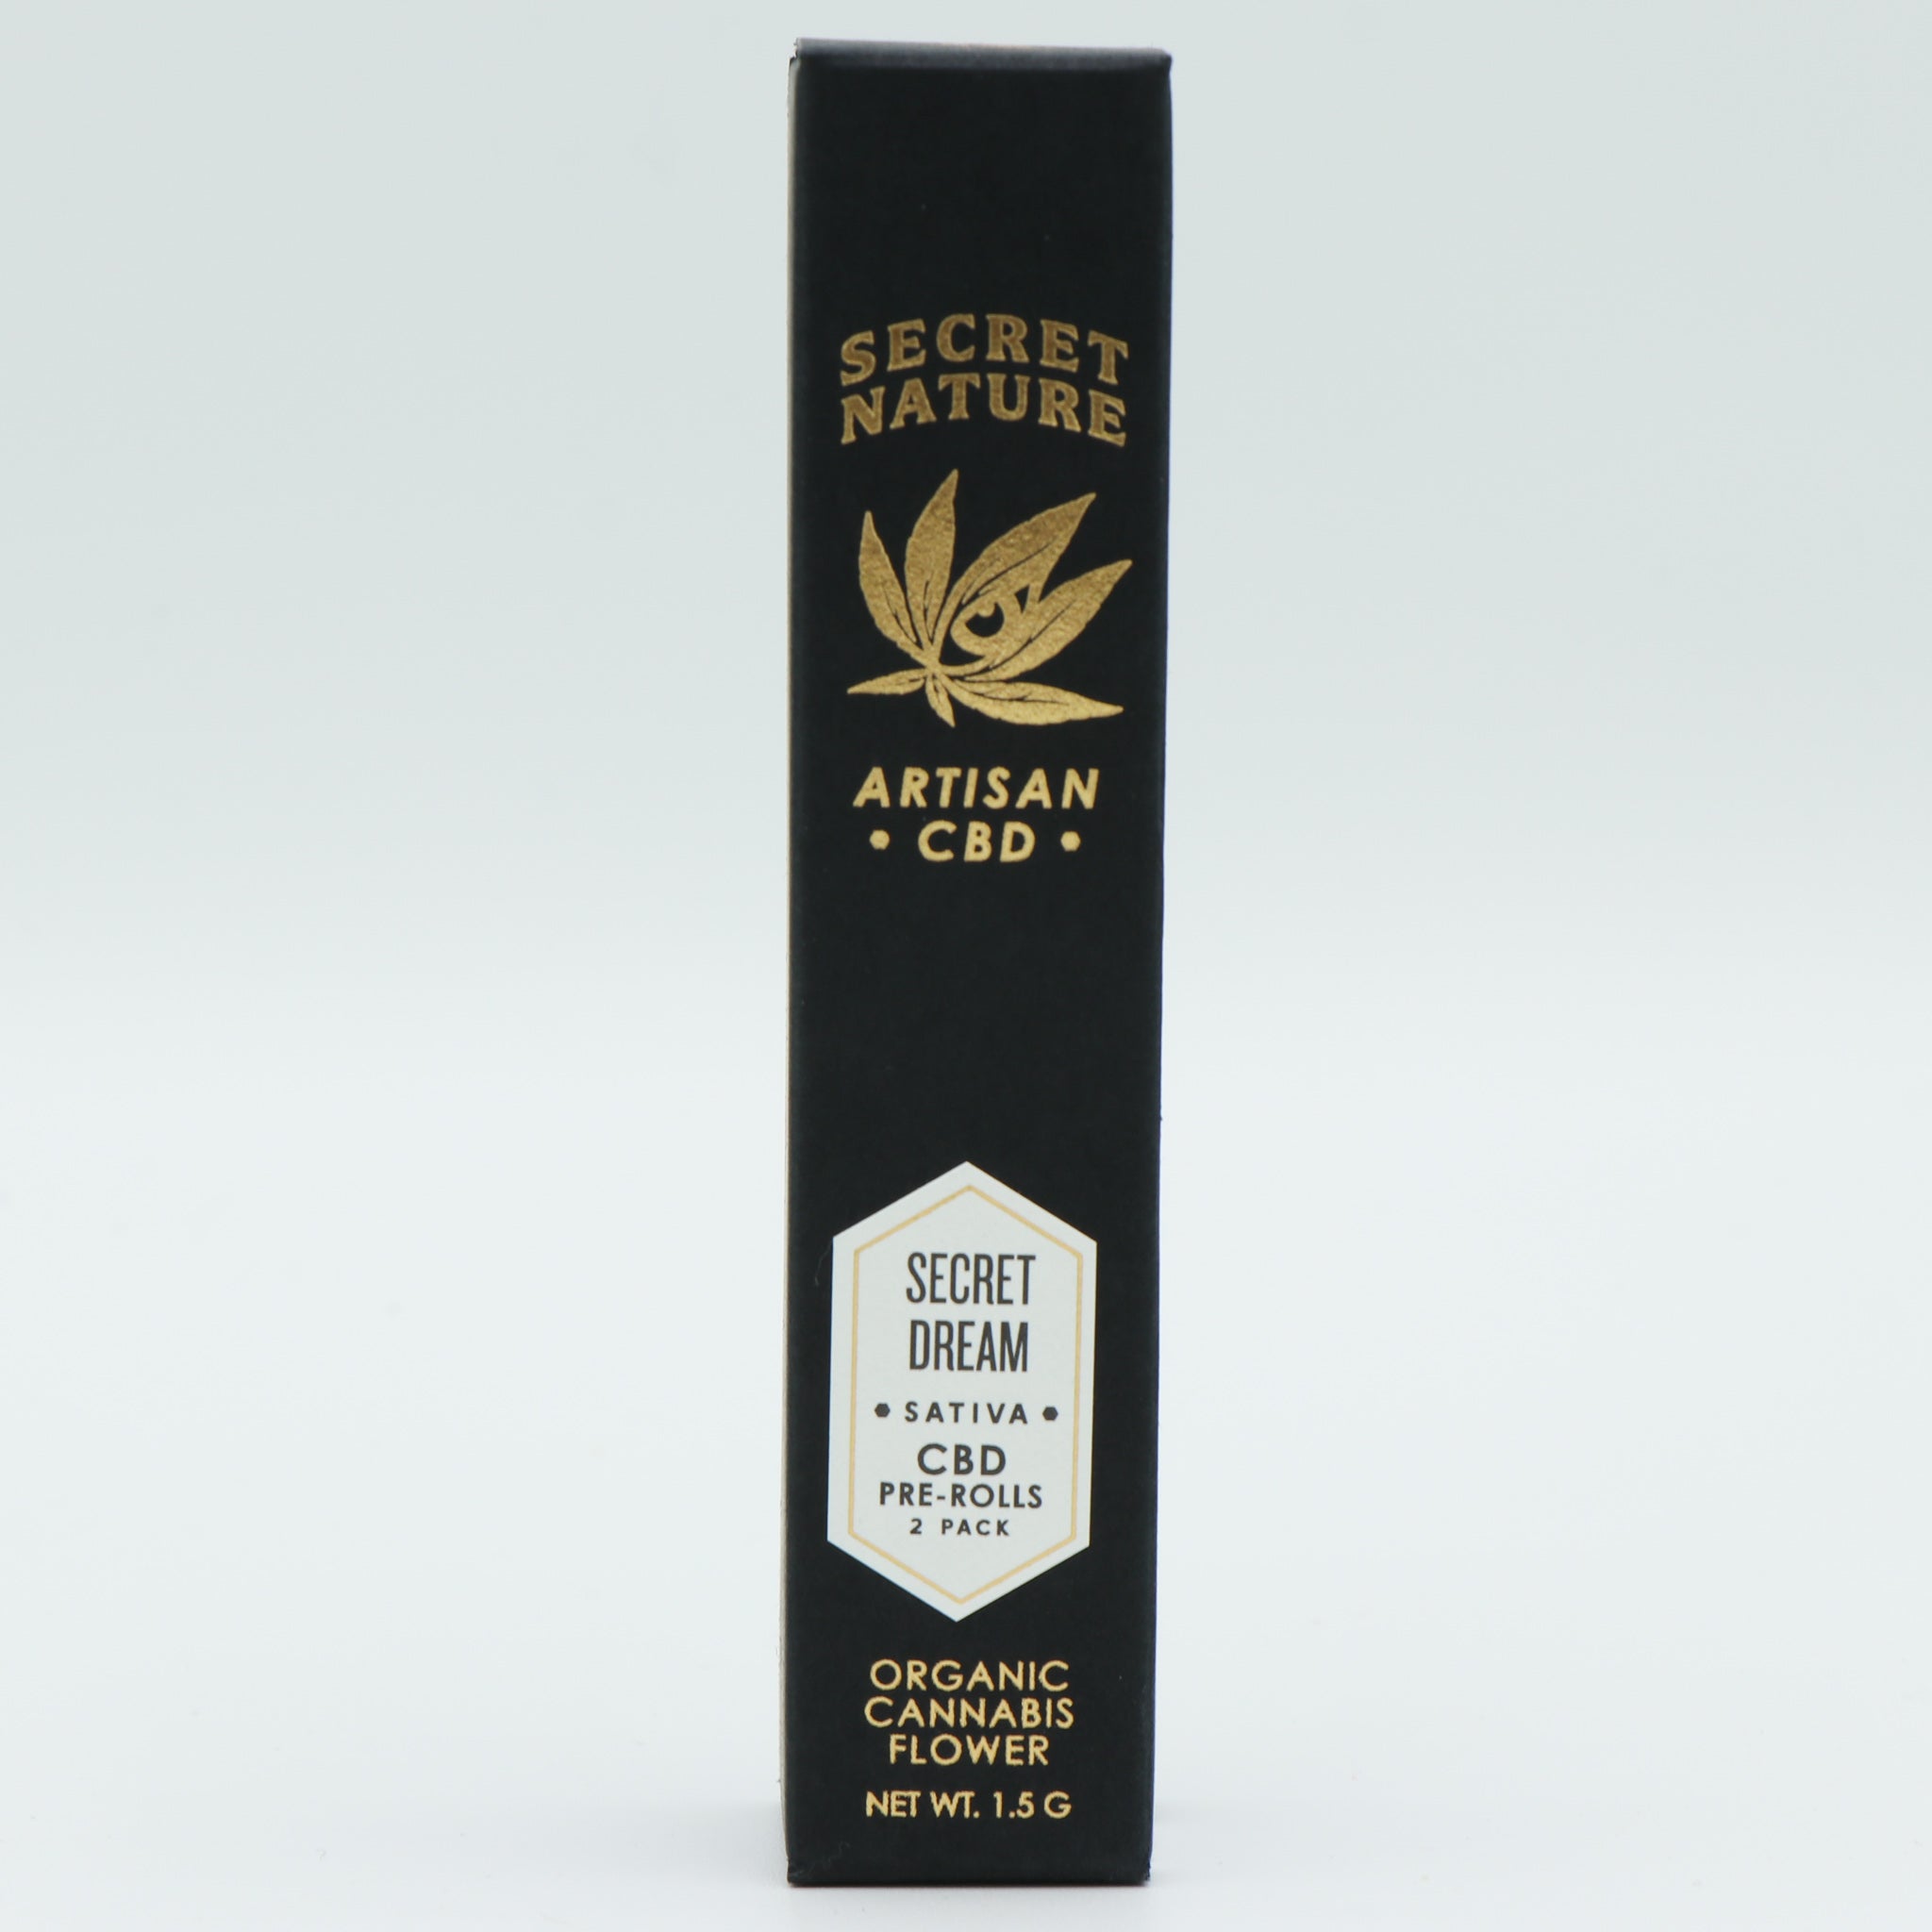 SECRET
NATURE
ARTISAN
• CBD •
SECRET
DREAM
• SATIVA •
CBD
PRE-ROLLS
2 PACK
ORGANIC
CANNABIS
FLOWER
NET WT. 1.5 G